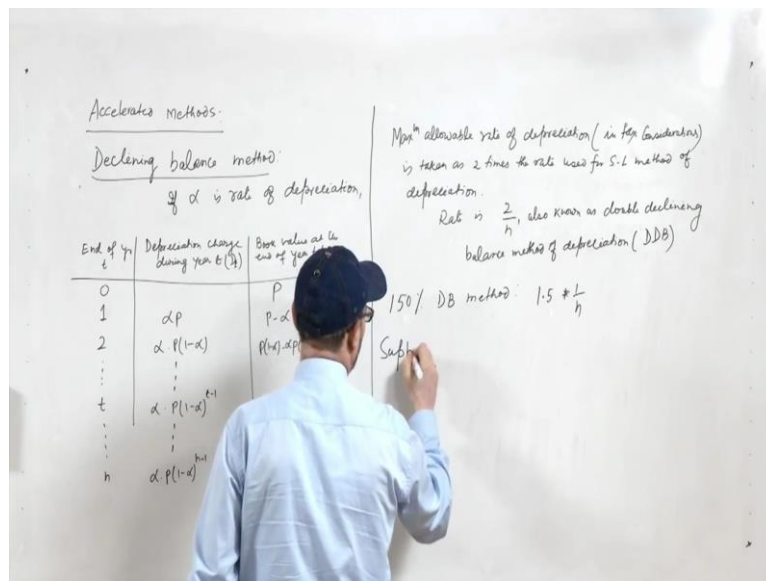 Accelerated methods.
Declining balance method:
If α is rate of depreciation,
End of yr t | Depreciation charge during year t (Dt) | Book value at the end of year
0 | P
1 | αP | P-α
2 | α·P(1-α) | P(1-α)-αP(
t | α·P(1-α)^{t-1}
n | α·P(1-α)^{n-1}
Max^m allowable rate of depreciation (in Considerations)
is taken as 2 times the rate used for S-L method of
depreciation.
Rate is 2/n, also known as double declining
balance method of depreciation (DDB)
150% DB method: 1.5 * 1/n